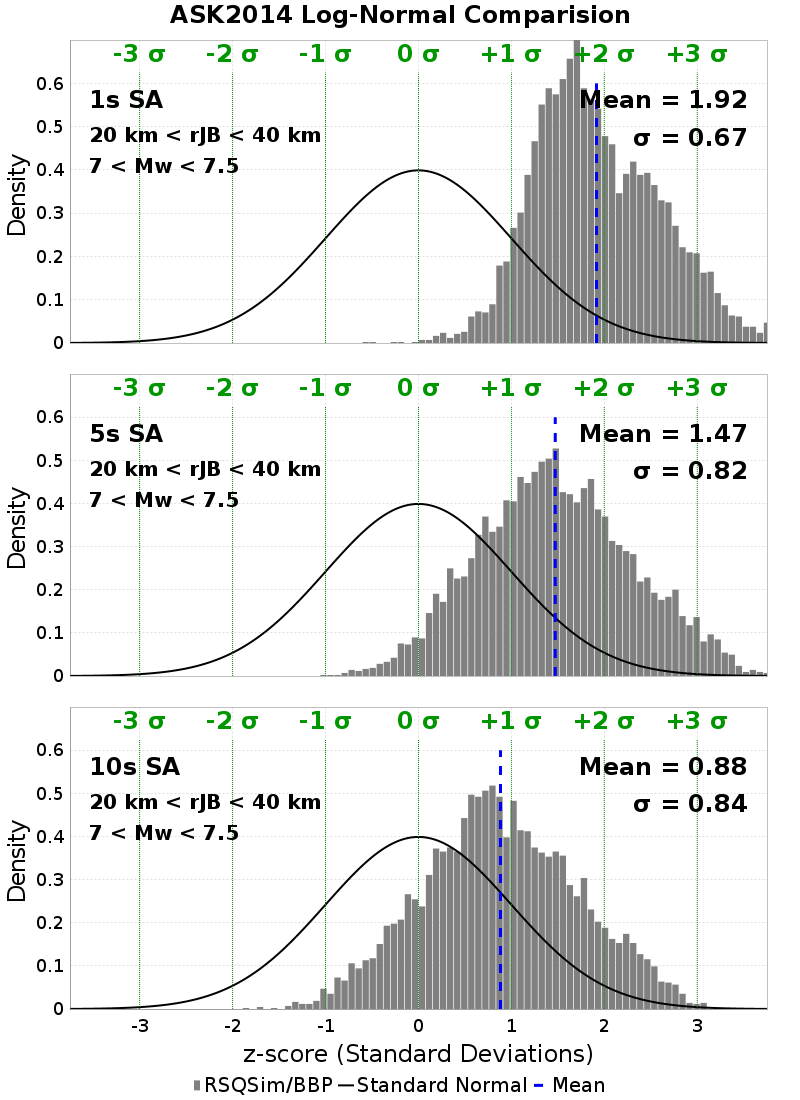 ASK2014 Log-Normal Comparision
-3 σ -2 σ -1 σ 0 σ +1 σ +2 σ +3 σ
1s SA
20 km < rJB < 40 km
7 < Mw < 7.5
Mean = 1.92
σ = 0.67
Density
0.6
0.5
0.4
0.3
0.2
0.1
0
-3 σ -2 σ -1 σ 0 σ +1 σ +2 σ +3 σ
5s SA
20 km < rJB < 40 km
7 < Mw < 7.5
Mean = 1.47
σ = 0.82
Density
0.6
0.5
0.4
0.3
0.2
0.1
0
-3 σ -2 σ -1 σ 0 σ +1 σ +2 σ +3 σ
10s SA
20 km < rJB < 40 km
7 < Mw < 7.5
Mean = 0.88
σ = 0.84
Density
0.6
0.5
0.4
0.3
0.2
0.1
0
-3 -2 -1 0 1 2 3
z-score (Standard Deviations)
RSQSim/BBP Standard Normal Mean